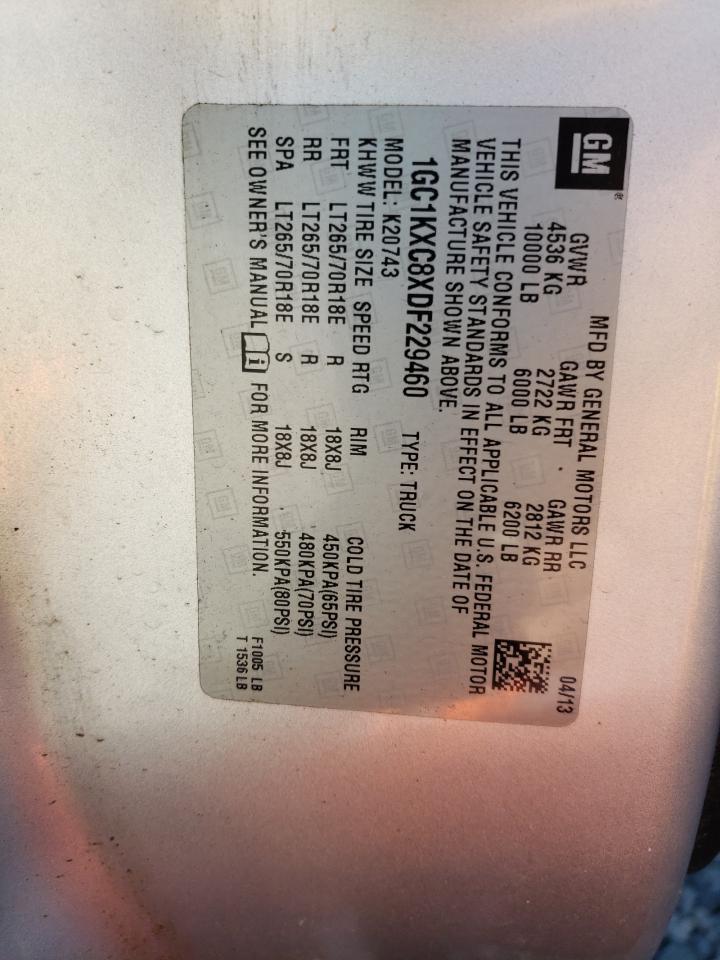 GM
MFD BY GENERAL MOTORS LLC 04/13
GVWR GAWR FRT GAWR RR
4536 KG 2722 KG 2812 KG
10000 LB 6000 LB 6200 LB
THIS VEHICLE CONFORMS TO ALL APPLICABLE U.S. FEDERAL MOTOR
VEHICLE SAFETY STANDARDS IN EFFECT ON THE DATE OF
MANUFACTURE SHOWN ABOVE.
1GC1KXC8XDF229460 TYPE: TRUCK
MODEL: K20743
KHWW TIRE SIZE SPEED RTG RIM COLD TIRE PRESSURE
FRT LT265/70R18E R 18X8J 450KPA(65PSI)
RR LT265/70R18E R 18X8J 480KPA(70PSI)
SPA LT265/70R18E S 18X8J 550KPA(80PSI)
SEE OWNER'S MANUAL i FOR MORE INFORMATION.
F1005 LB
T 1536 LB